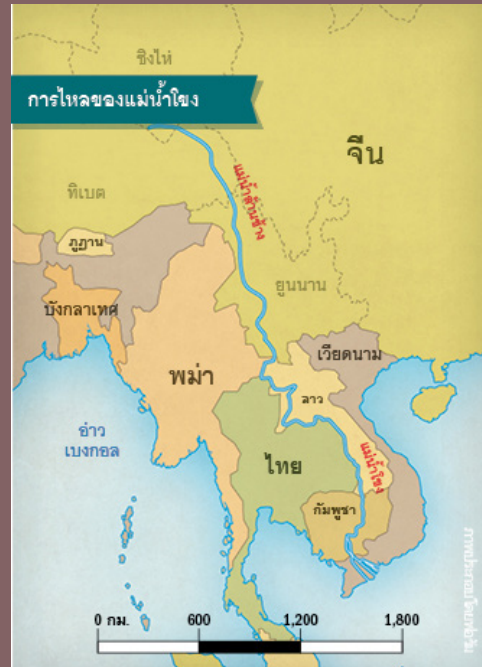 ชิงไห่
การไหลของแม่น้ำโขง
จีน
แม่น้ำล้านช้าง
ทิเบต
ภูฏาน
ยูนนาน
บังกลาเทศ
เวียดนาม
พม่า
ลาว
อ่าว
เบงกอล
ไทย
แม่น้ำโขง
กัมพูชา
0 กม. 600 1,200 1,800